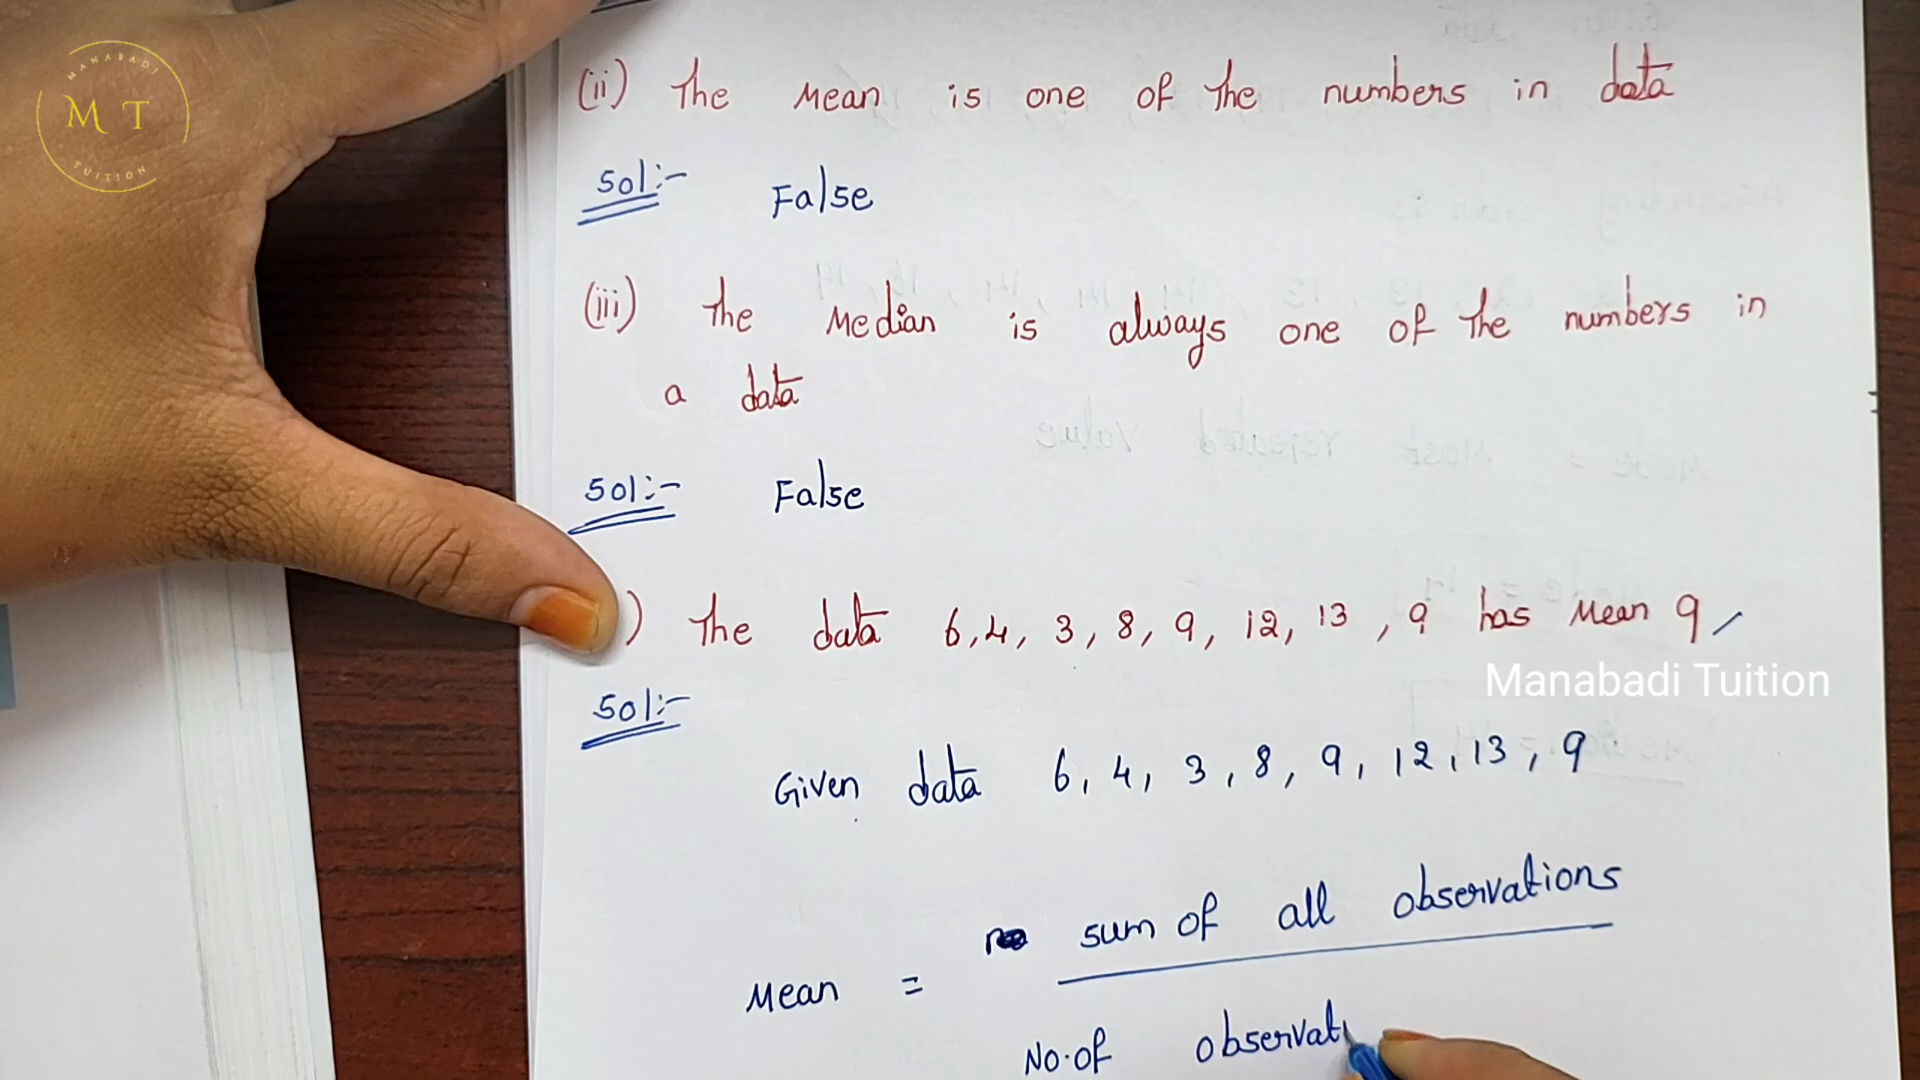 MANABADI
M T
TUITION
(ii) The Mean is one of the numbers in data
Sol:- False
(iii) The Median is always one of the numbers in
a data
Sol:- False
) The data 6, 4, 3, 8, 9, 12, 13, 9 has Mean 9
Manabadi Tuition
Sol:-
Given data 6, 4, 3, 8, 9, 12, 13, 9
sum of all observations
Mean =
No. of observati